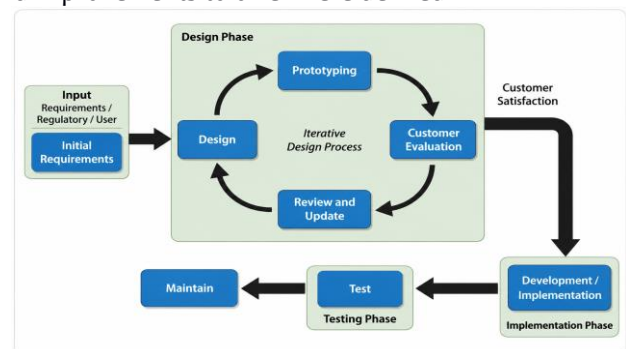 Design Phase
Prototyping
Input
Requirements /
Regulatory / User
Initial
Requirements
Design
Iterative
Design Process
Customer
Evaluation
Customer
Satisfaction
Review and
Update
Maintain
Test
Testing Phase
Development /
Implementation
Implementation Phase